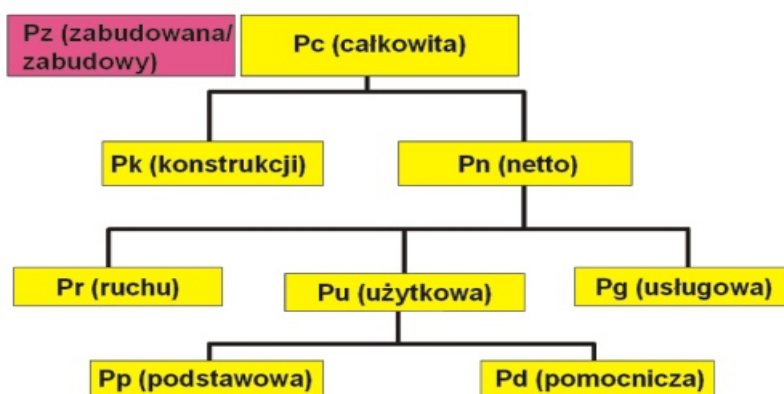 Pz (zabudowana/
zabudowy)
Pc (całkowita)
Pk (konstrukcji)
Pn (netto)
Pr (ruchu)
Pu (użytkowa)
Pg (usługowa)
Pp (podstawowa)
Pd (pomocnicza)